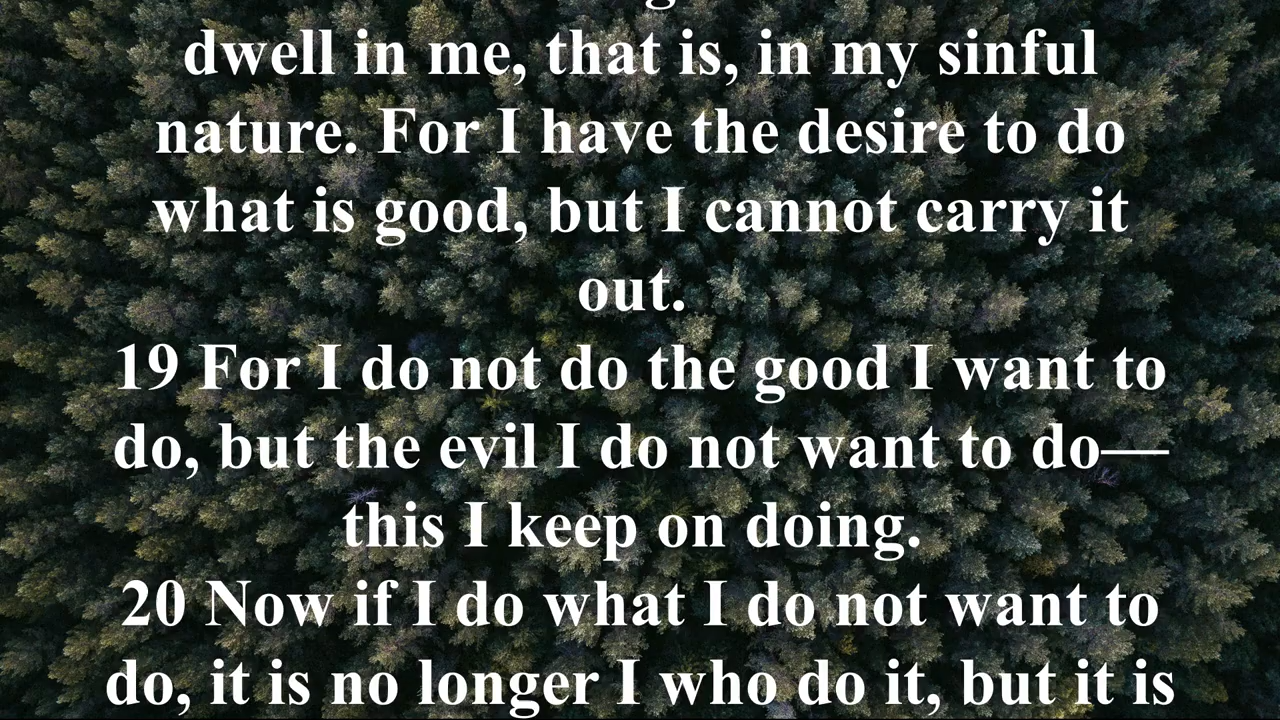 dwell in me, that is, in my sinful
nature. For I have the desire to do
what is good, but I cannot carry it
out.
19 For I do not do the good I want to
do, but the evil I do not want to do—
this I keep on doing.
20 Now if I do what I do not want to
do, it is no longer I who do it, but it is